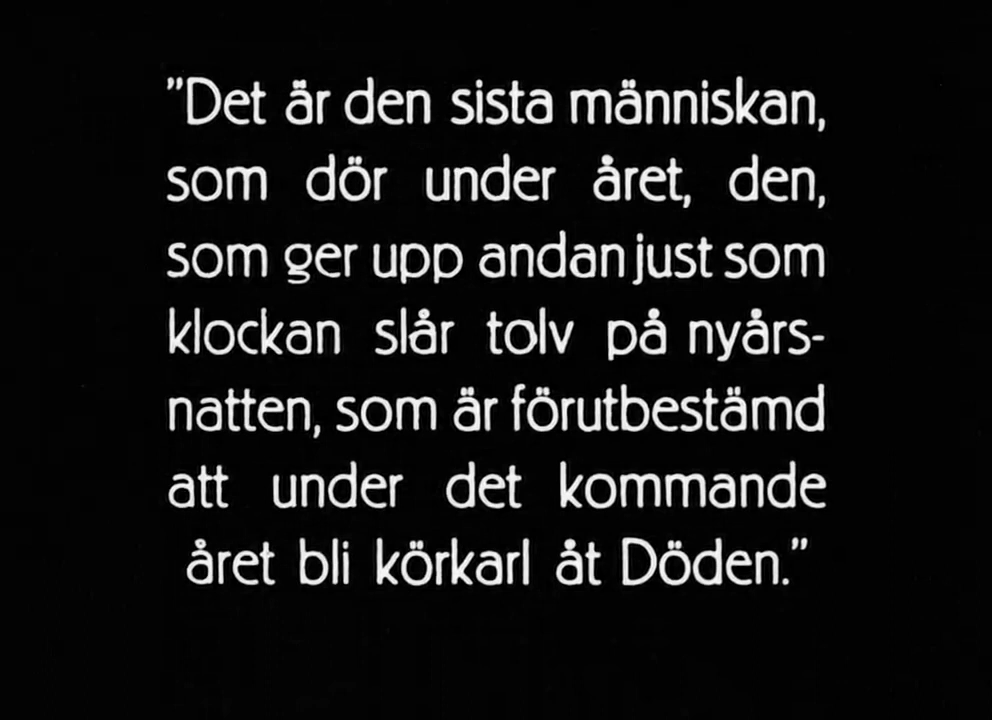 ”Det är den sista människan,
som dör under året, den,
som ger upp andan just som
klockan slår tolv på nyårs-
natten, som är förutbestämd
att under det kommande
året bli körkarl åt Döden.”